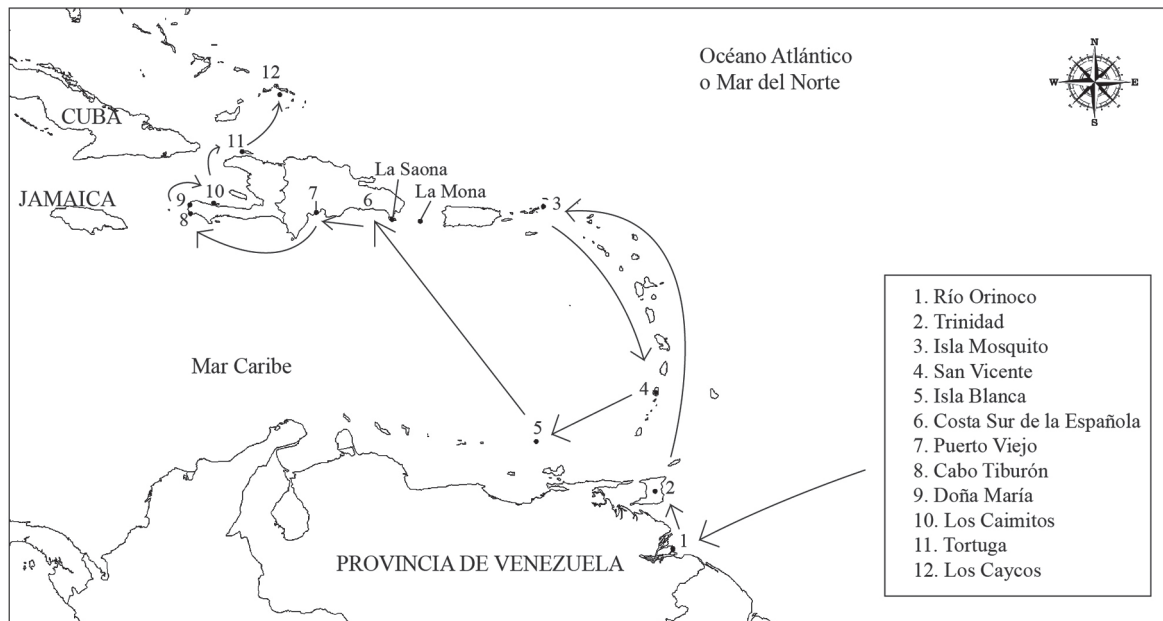 Océano Atlántico
o Mar del Norte
N
W
E
S
12
CUBA
11
La Saona
JAMAICA
9
10
7
6
La Mona
3
8
1. Río Orinoco
2. Trinidad
3. Isla Mosquito
4. San Vicente
5. Isla Blanca
6. Costa Sur de la Española
7. Puerto Viejo
8. Cabo Tiburón
9. Doña María
10. Los Caimitos
11. Tortuga
12. Los Caycos
Mar Caribe
4
5
2
1
PROVINCIA DE VENEZUELA